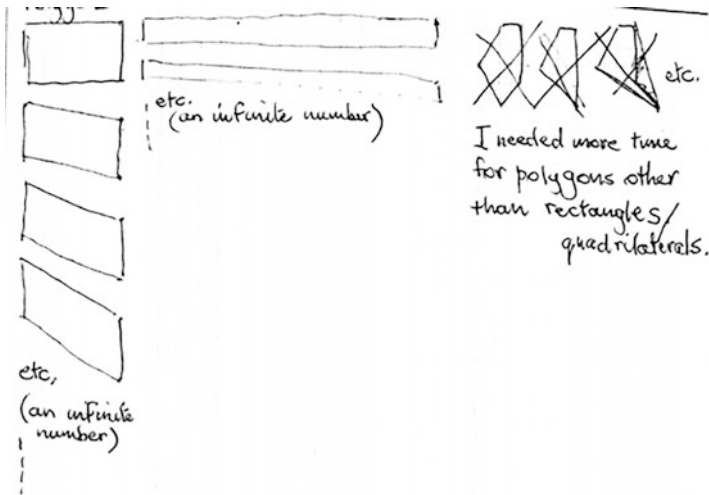 etc.
(an infinite
number)
etc.
(an infinite number)
etc.
I needed more time
for polygons other
than rectangles/
quadrilaterals.